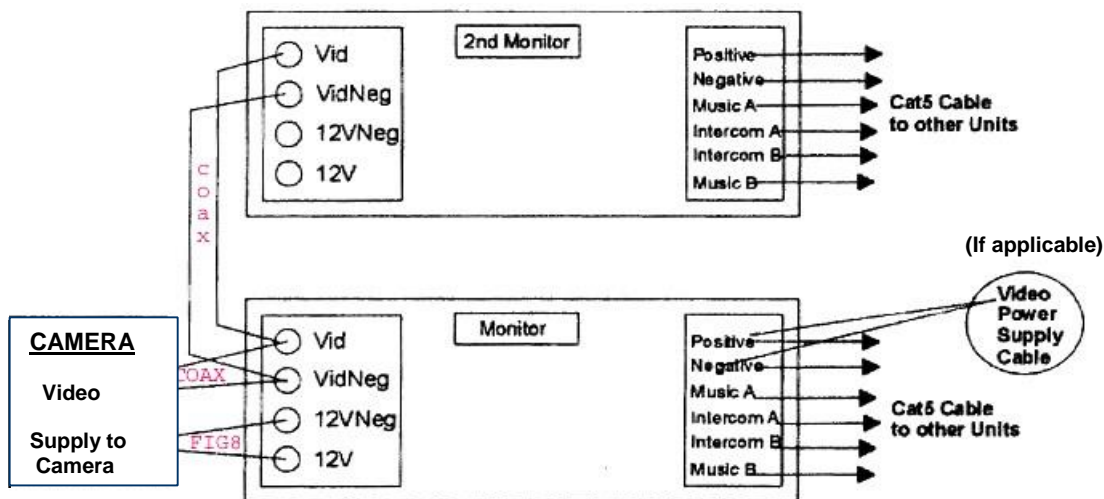 2nd Monitor
Vid
VidNeg
12VNeg
12V
Positive
Negative
Music A
Intercom A
Intercom B
Music B
Cat5 Cable
to other Units
coax
(If applicable)
Video
Power
Supply
Cable
CAMERA
Video
Supply to
Camera
COAX
FIG8
Monitor
Vid
VidNeg
12VNeg
12V
Positive
Negative
Music A
Intercom A
Intercom B
Music B
Cat5 Cable
to other Units